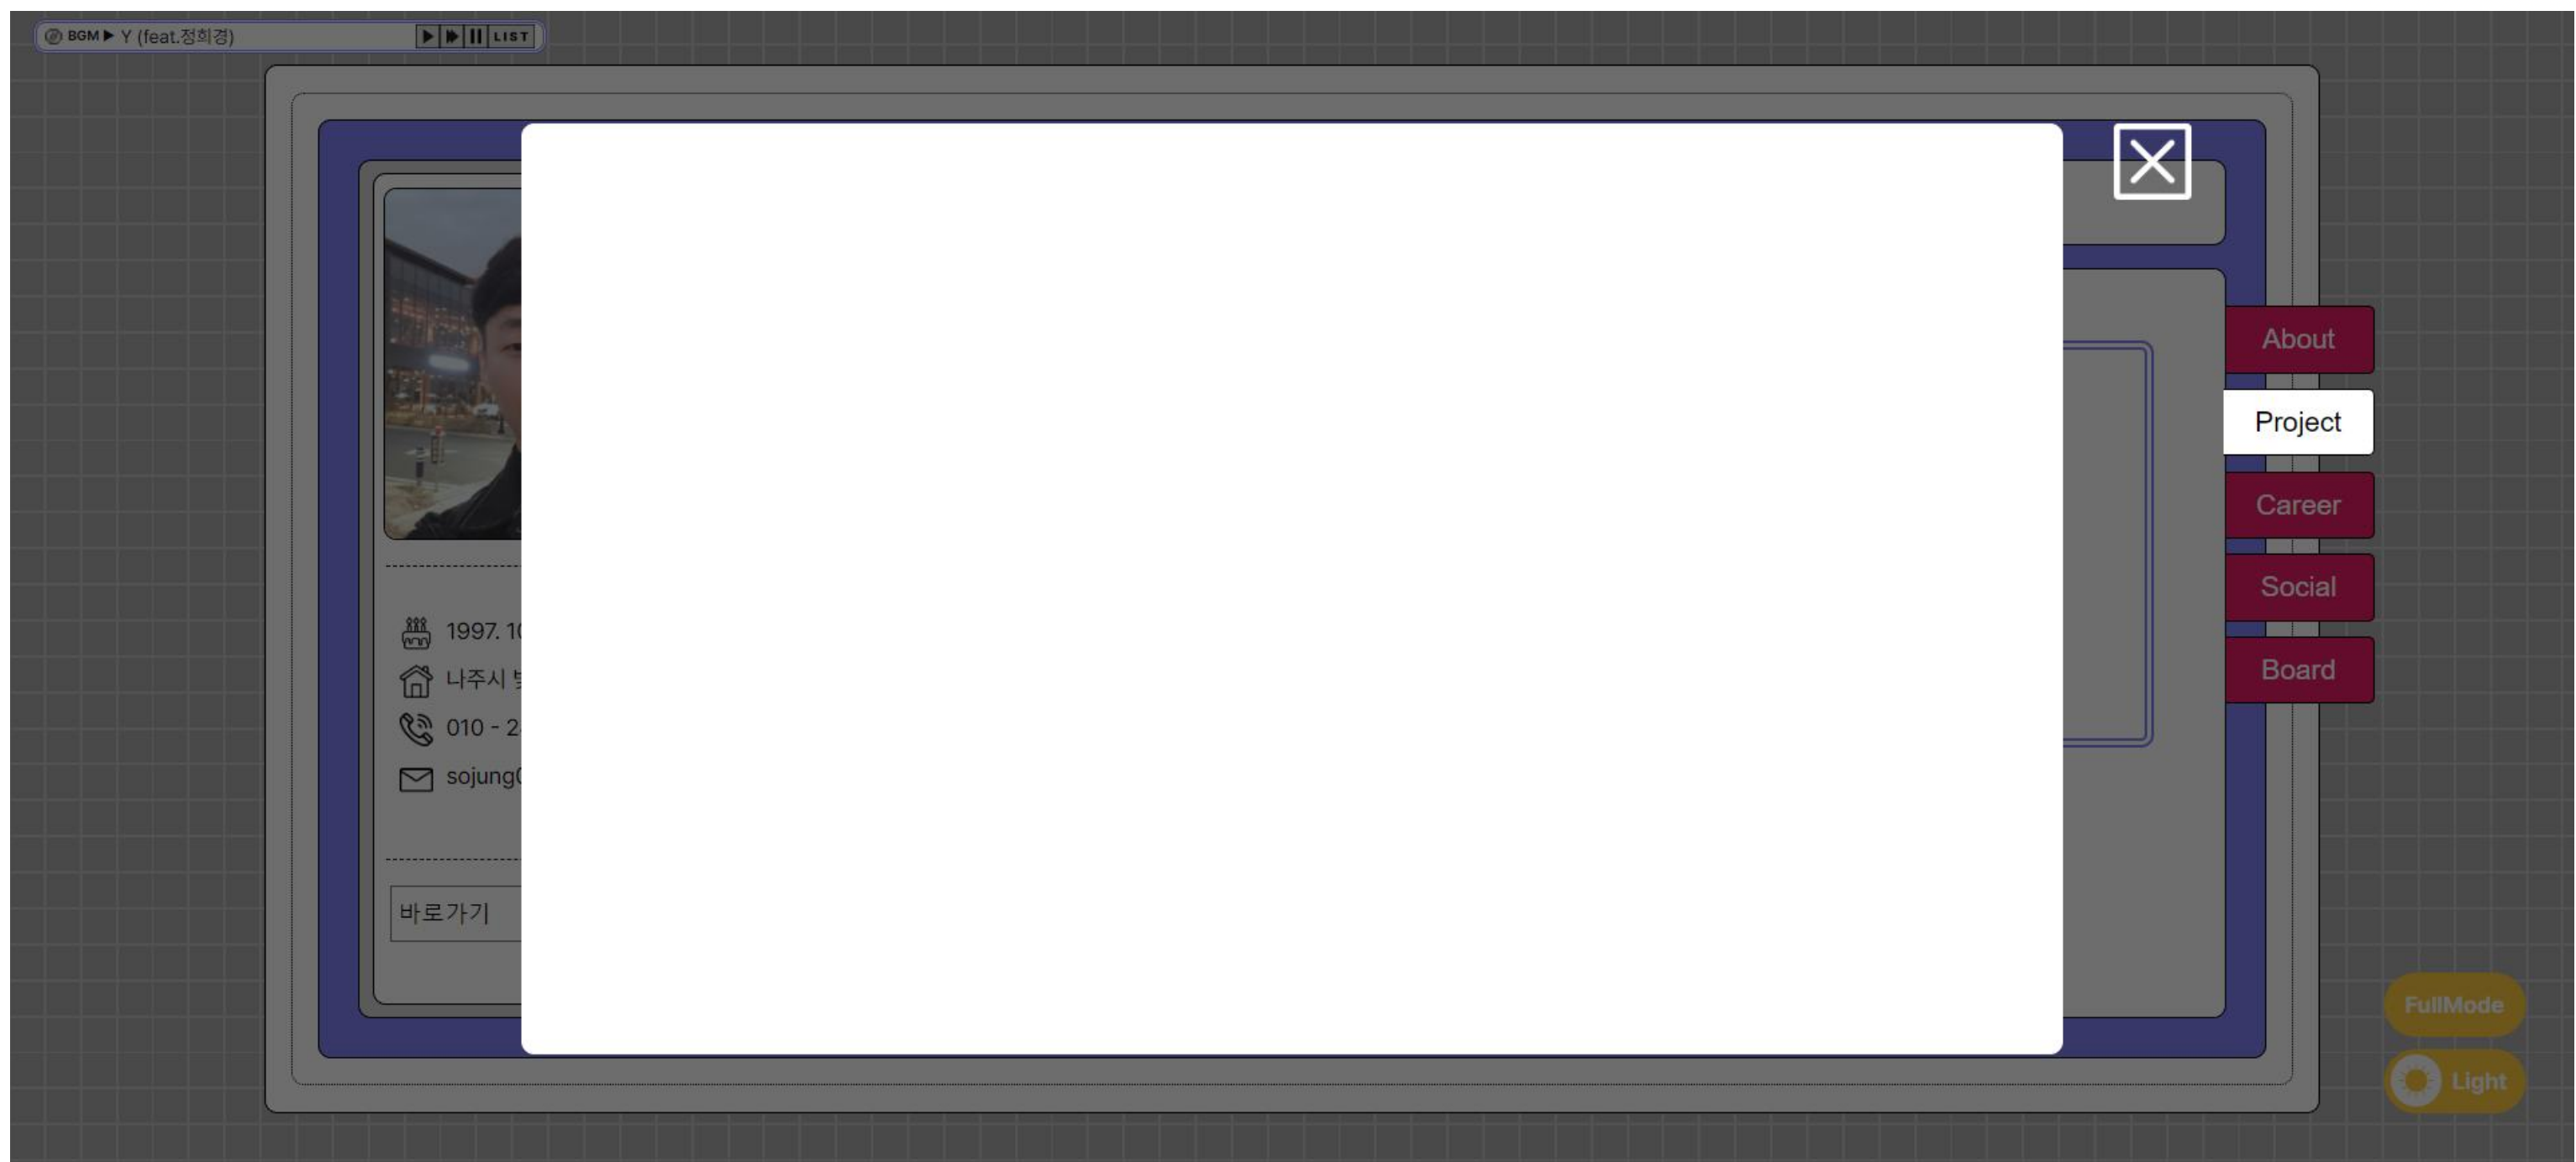 BGM ▶ Y (feat.정희경)
LIST
About
Project
Career
Social
Board
1997. 10
나주시
010 - 2
sojung
바로가기
FullMode
Light